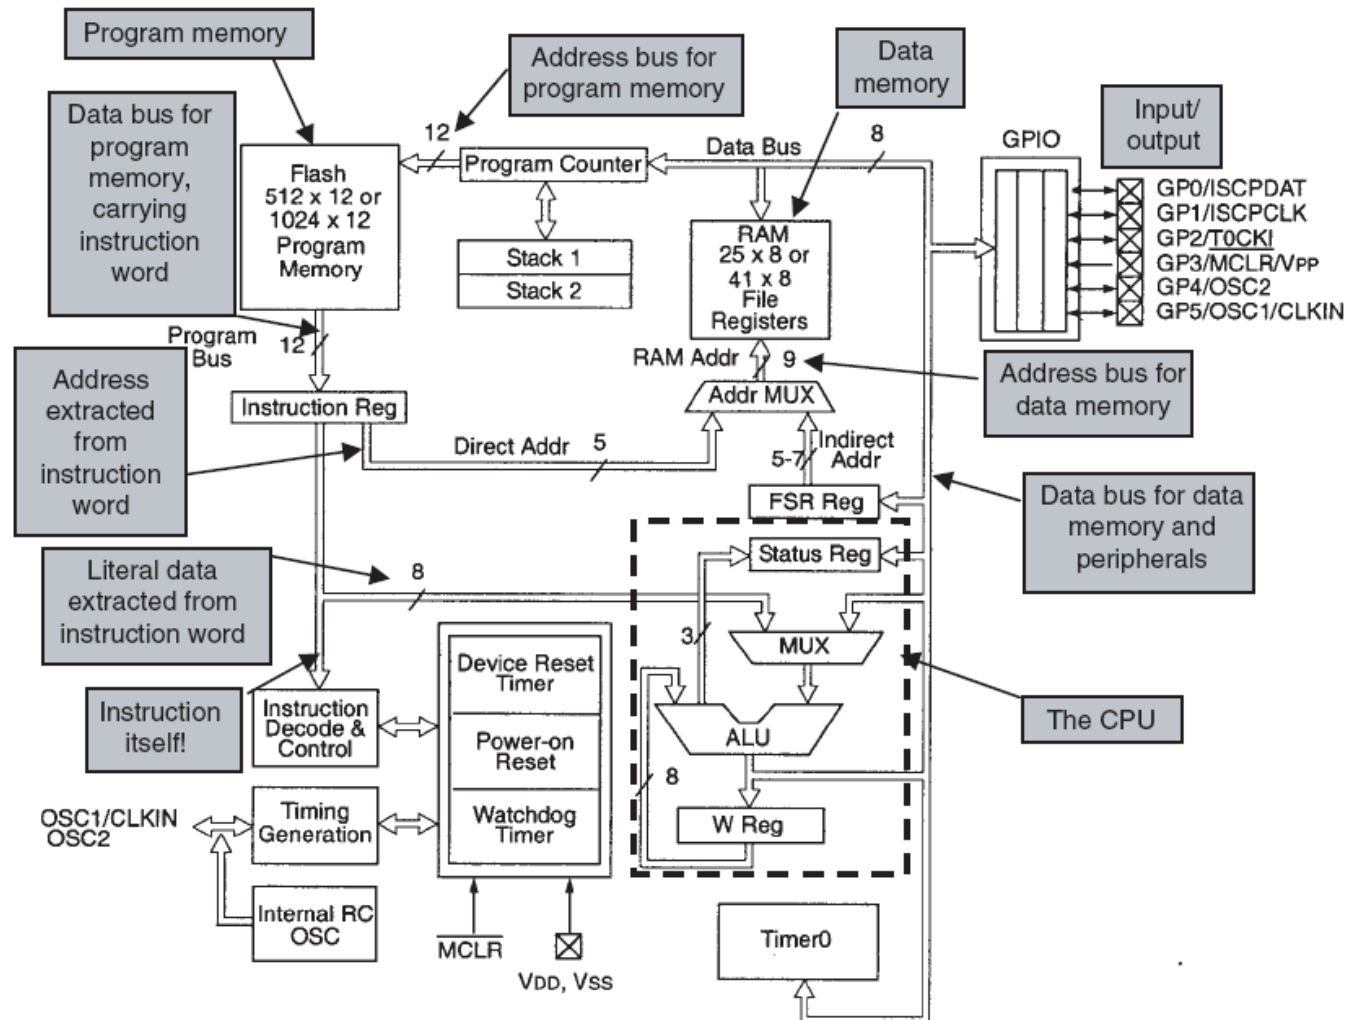 Program memory
Address bus for
program memory
Data
memory
Input/
output
Data bus for
program
memory,
carrying
instruction
word
12
Program Counter
Data Bus
8
GPIO
Flash
512 x 12 or
1024 x 12
Program
Memory
Stack 1
Stack 2
RAM
25 x 8 or
41 x 8
File
Registers
GP0/ISCPDAT
GP1/ISCPCLK
GP2/T0CKI
GP3/MCLR/VPP
GP4/OSC2
GP5/OSC1/CLKIN
Program
Bus
12
RAM Addr
9
Address bus for
data memory
Address
extracted
from
instruction
word
Instruction Reg
Addr MUX
Direct Addr
5
Indirect
Addr
5-7
FSR Reg
Data bus for data
memory and
peripherals
Status Reg
Literal data
extracted from
instruction word
8
3
MUX
Device Reset
Timer
Power-on
Reset
Watchdog
Timer
Instruction
itself!
Instruction
Decode &
Control
ALU
The CPU
8
W Reg
OSC1/CLKIN
OSC2
Timing
Generation
Internal RC
OSC
MCLR
VDD, VSS
Timer0